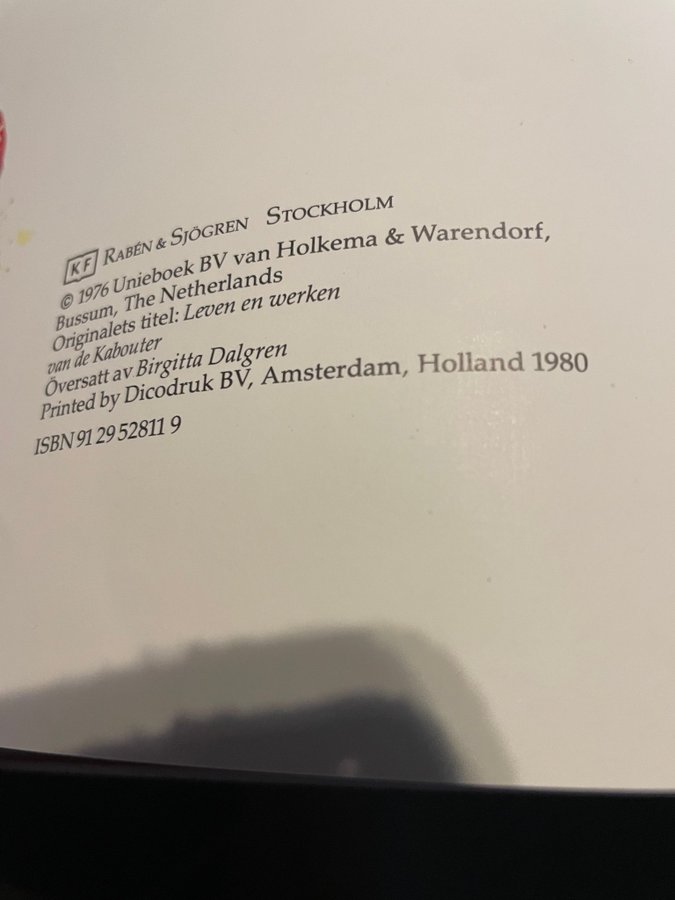 KF RABÉN & SJÖGREN STOCKHOLM
© 1976 Unieboek BV van Holkema & Warendorf,
Bussum, The Netherlands
Originalets titel: Leven en werken
van de Kabouter
Översatt av Birgitta Dalgren
Printed by Dicodruk BV, Amsterdam, Holland 1980
ISBN 91 29 52811 9